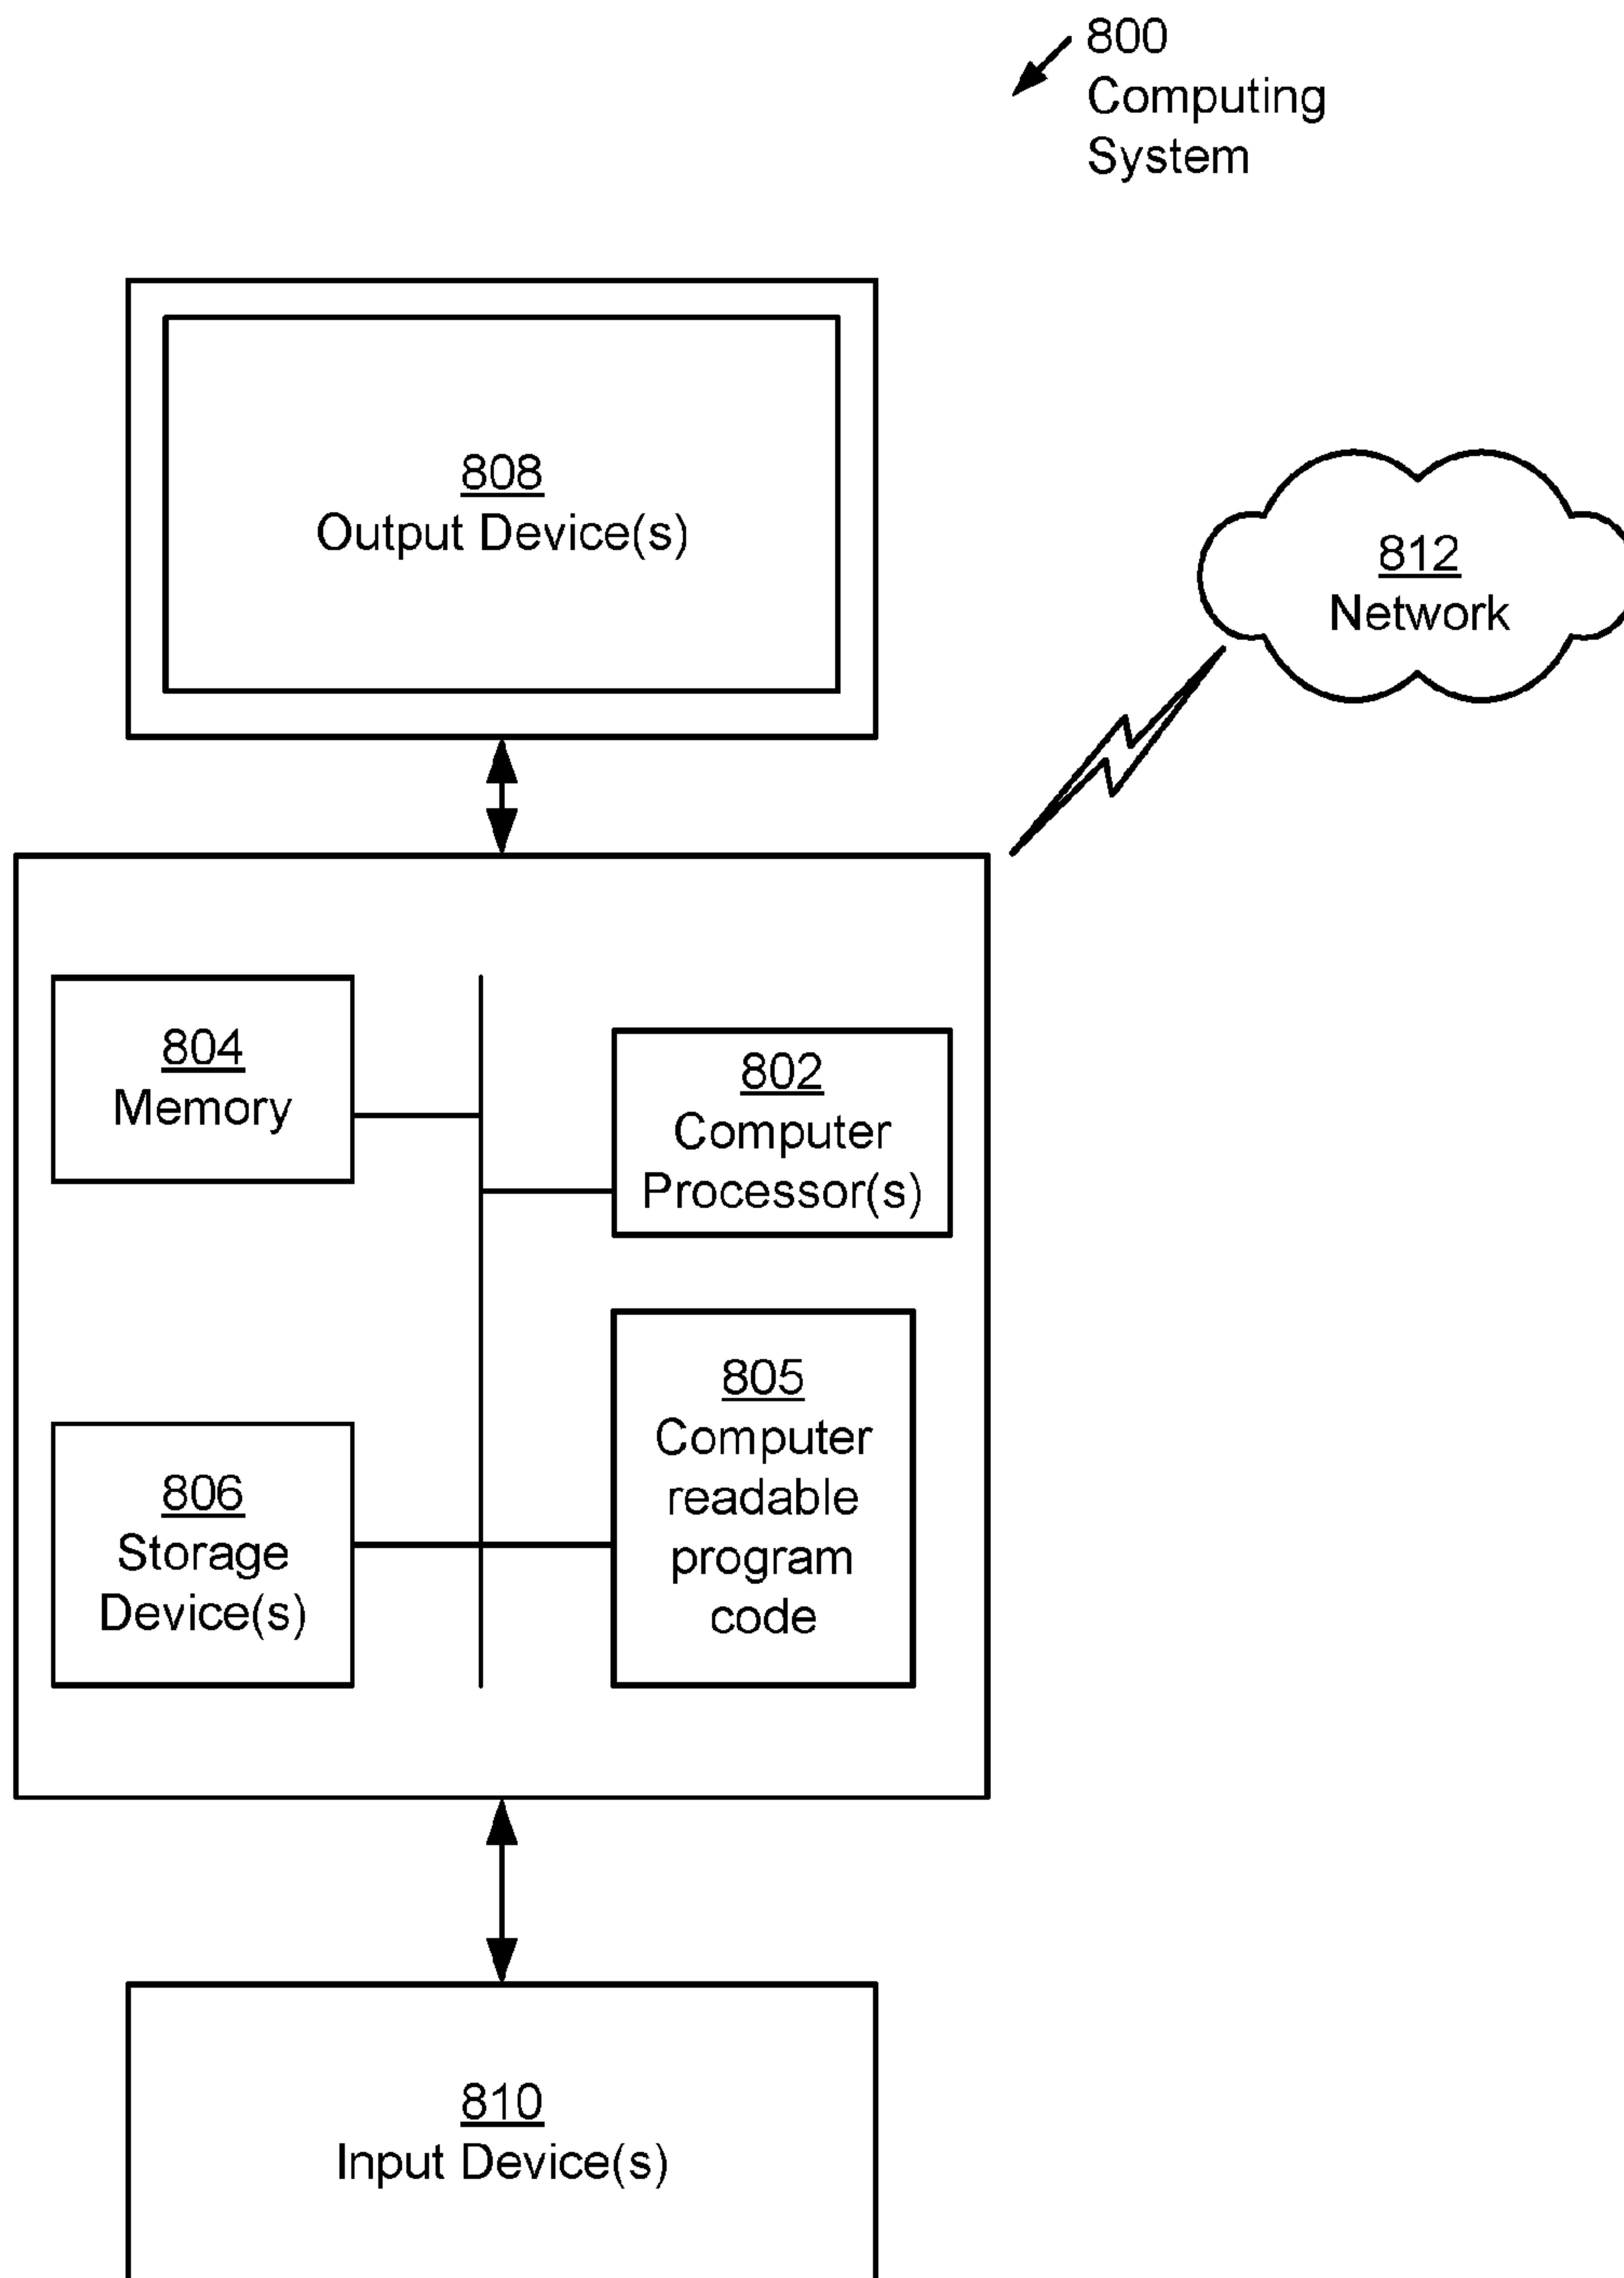 800
Computing
System
808
Output Device(s)
812
Network
804
Memory
802
Computer
Processor(s)
805
Computer
readable
program
code
806
Storage
Device(s)
810
Input Device(s)